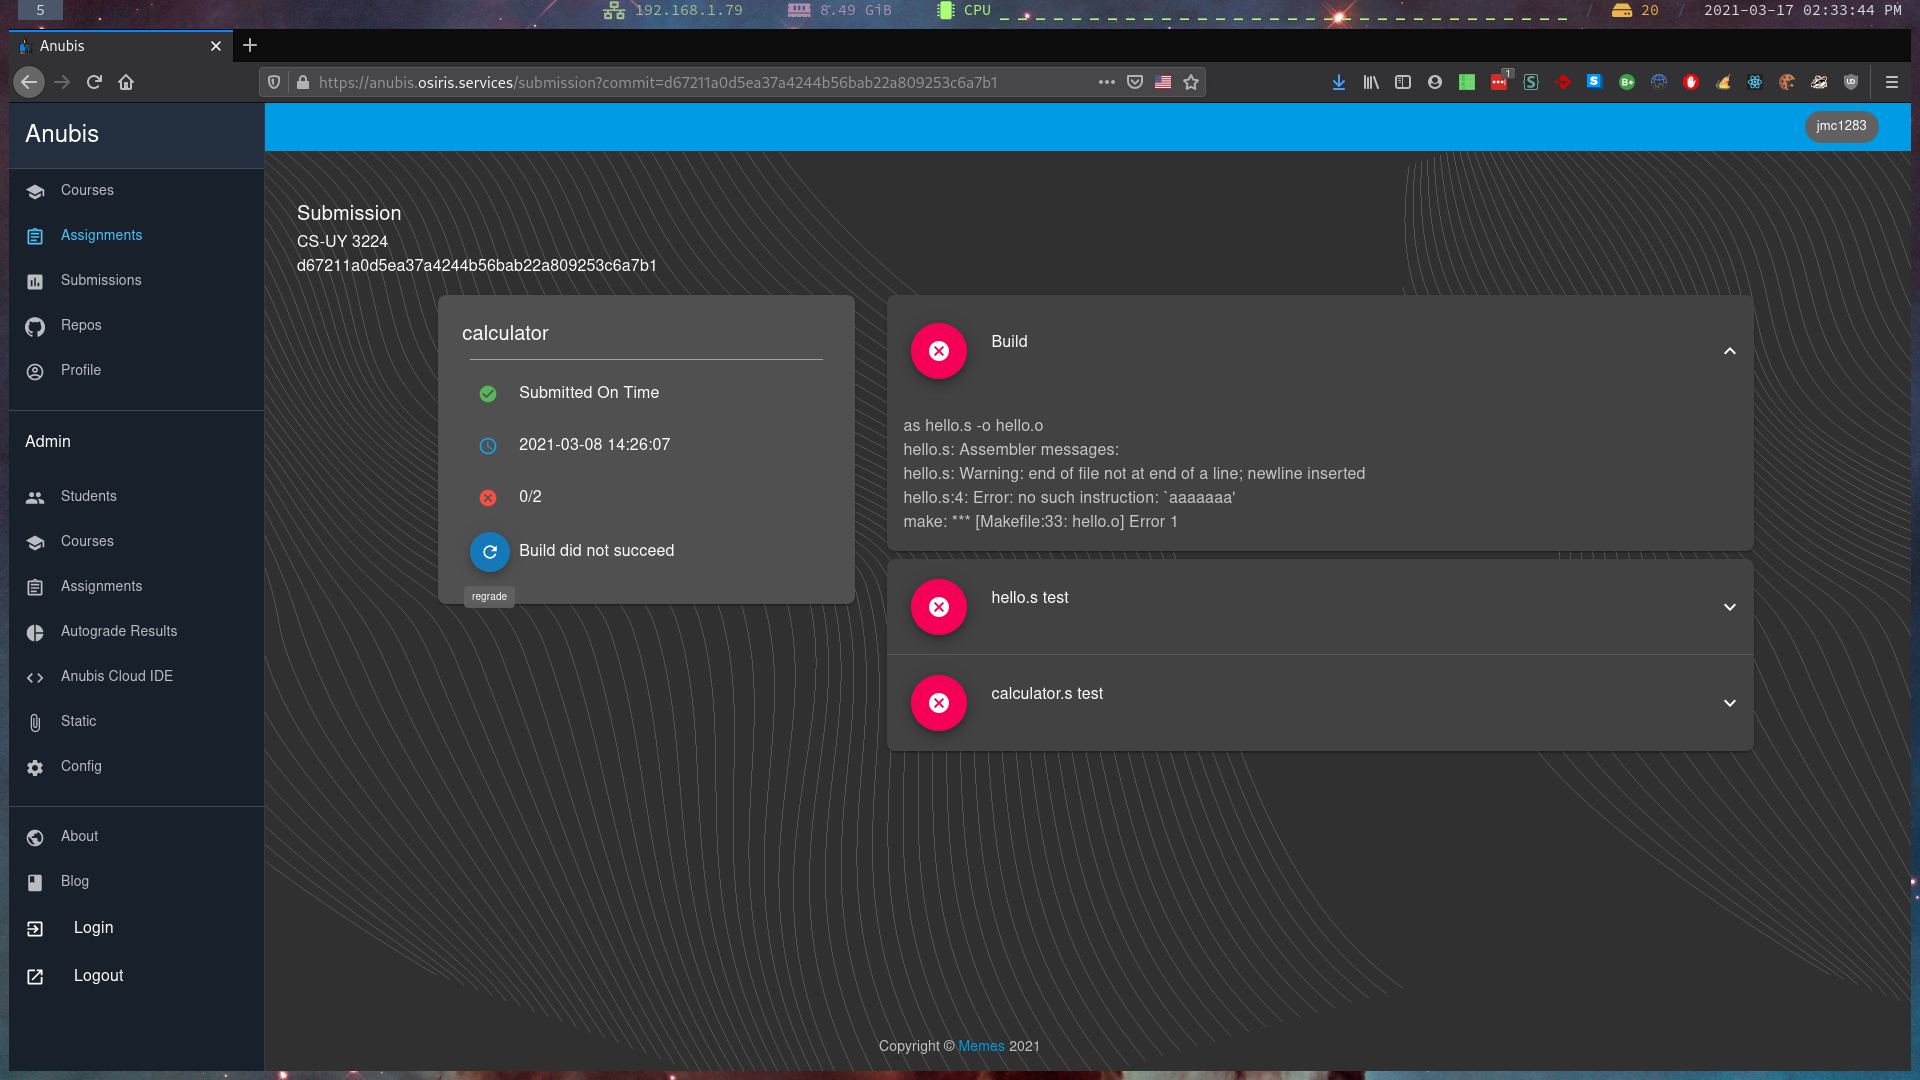 5
192.168.1.79
8.49 GiB
CPU
/
20
/
2021-03-17 02:33:44 PM
Anubis
https://anubis.osiris.services/submission?commit=d67211a0d5ea37a4244b56bab22a809253c6a7b1
1
Anubis
jmc1283
Courses
Assignments
Submissions
Repos
Profile
Admin
Students
Courses
Assignments
Autograde Results
Anubis Cloud IDE
Static
Config
About
Blog
Login
Logout
Submission
CS-UY 3224
d67211a0d5ea37a4244b56bab22a809253c6a7b1
calculator
Submitted On Time
2021-03-08 14:26:07
0/2
Build did not succeed
regrade
Build
as hello.s -o hello.o
hello.s: Assembler messages:
hello.s: Warning: end of file not at end of a line; newline inserted
hello.s:4: Error: no such instruction: `aaaaaaa'
make: *** [Makefile:33: hello.o] Error 1
hello.s test
calculator.s test
Copyright © Memes 2021